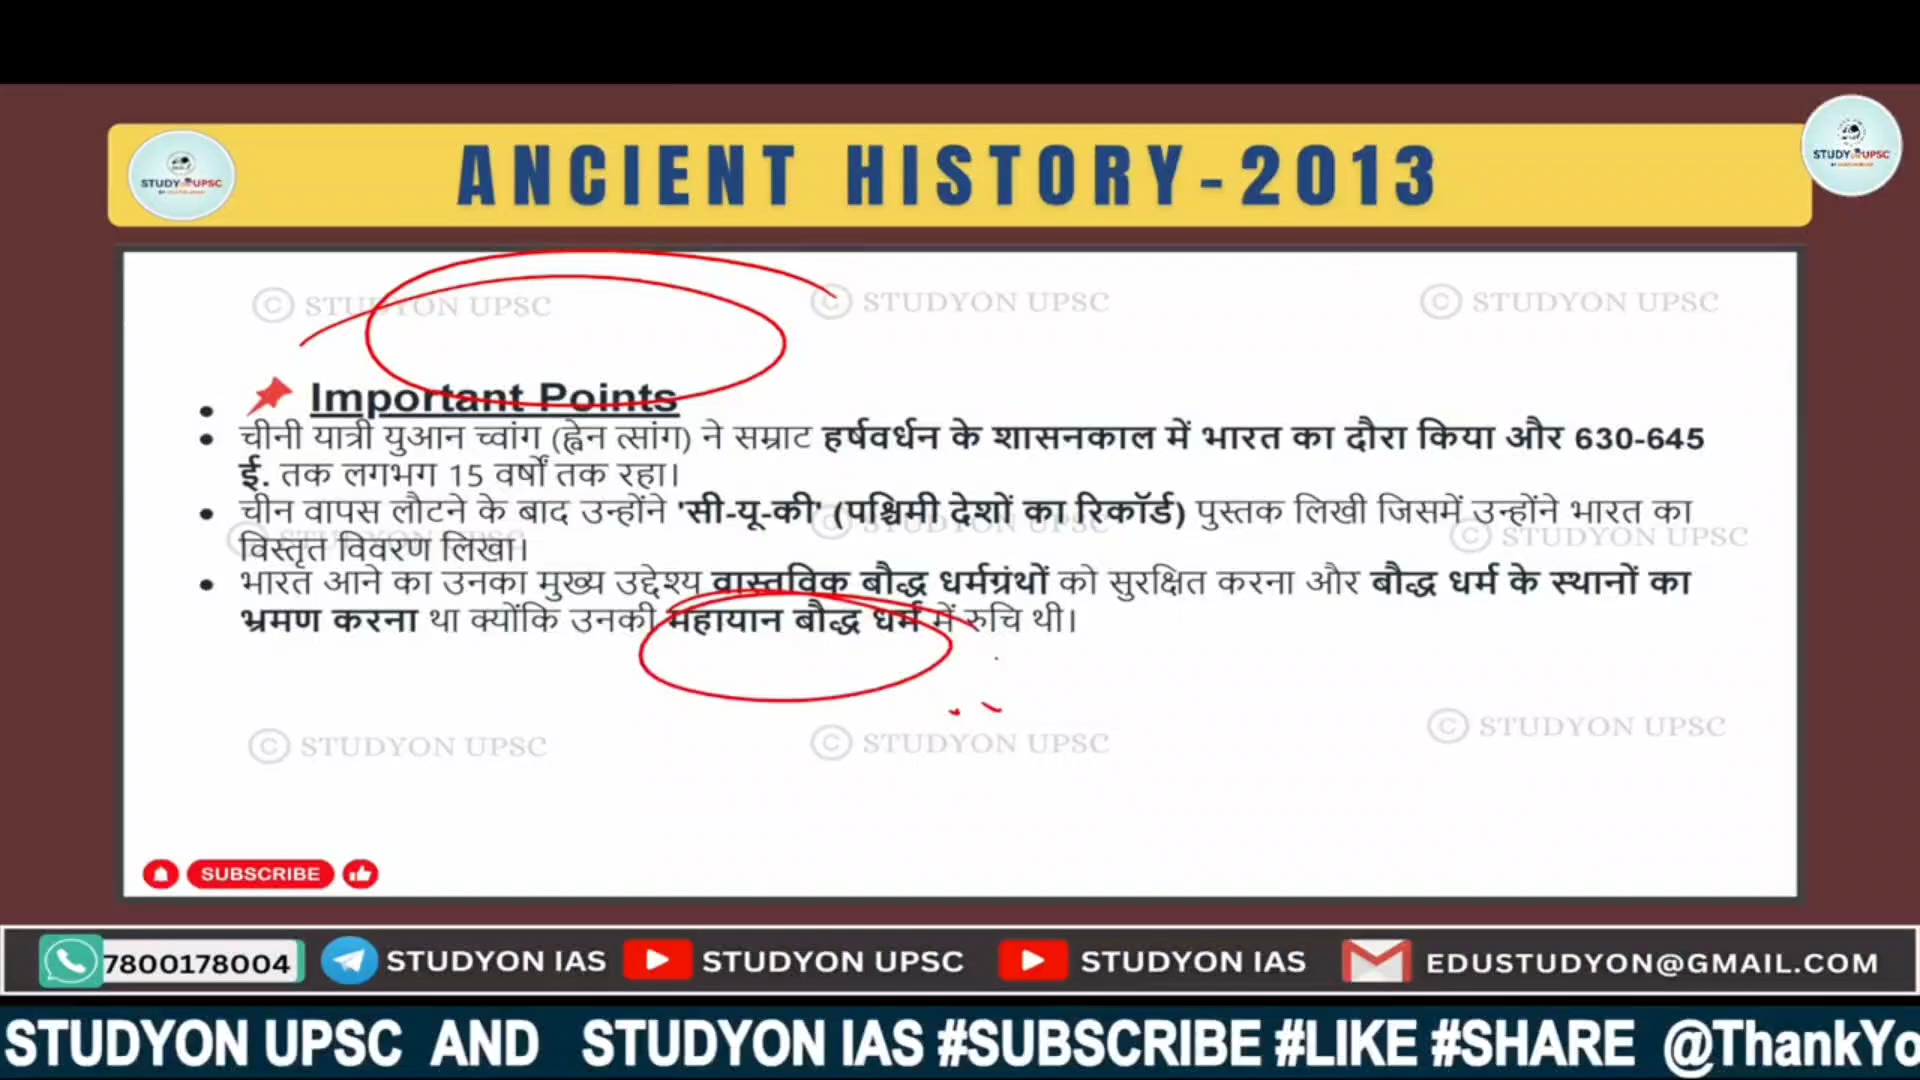 ANCIENT HISTORY-2013
STUDYON UPSC
STUDYON UPSC
© STUDYON UPSC
© STUDYON UPSC
© STUDYON UPSC
Important Points
चीनी यात्री युआन च्वांग (ह्वेन त्सांग) ने सम्राट हर्षवर्धन के शासनकाल में भारत का दौरा किया और 630-645
ई. तक लगभग 15 वर्षों तक रहा।
चीन वापस लौटने के बाद उन्होंने 'सी-यू-की' (पश्चिमी देशों का रिकॉर्ड) पुस्तक लिखी जिसमें उन्होंने भारत का
© STUDYON UPSC
विस्तृत विवरण लिखा।
भारत आने का उनका मुख्य उद्देश्य वास्तविक बौद्ध धर्मग्रंथों को सुरक्षित करना और बौद्ध धर्म के स्थानों का
भ्रमण करना था क्योंकि उनकी महायान बौद्ध धर्म में रुचि थी।
© STUDYON UPSC
© STUDYON UPSC
© STUDYON UPSC
SUBSCRIBE
7800178004 STUDYON IAS STUDYON UPSC STUDYON IAS EDUSTUDYON@GMAIL.COM
STUDYON UPSC AND STUDYON IAS #SUBSCRIBE #LIKE #SHARE @ThankYo